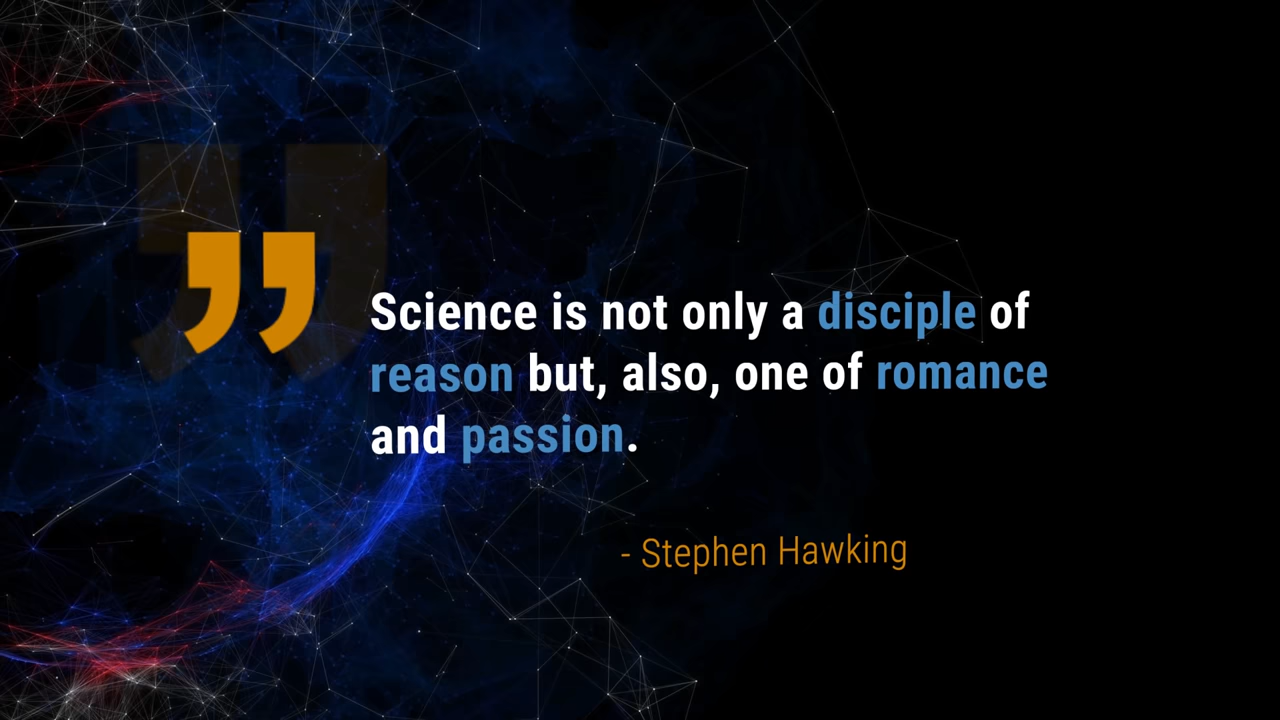 Science is not only a disciple of
reason but, also, one of romance
and passion.
- Stephen Hawking